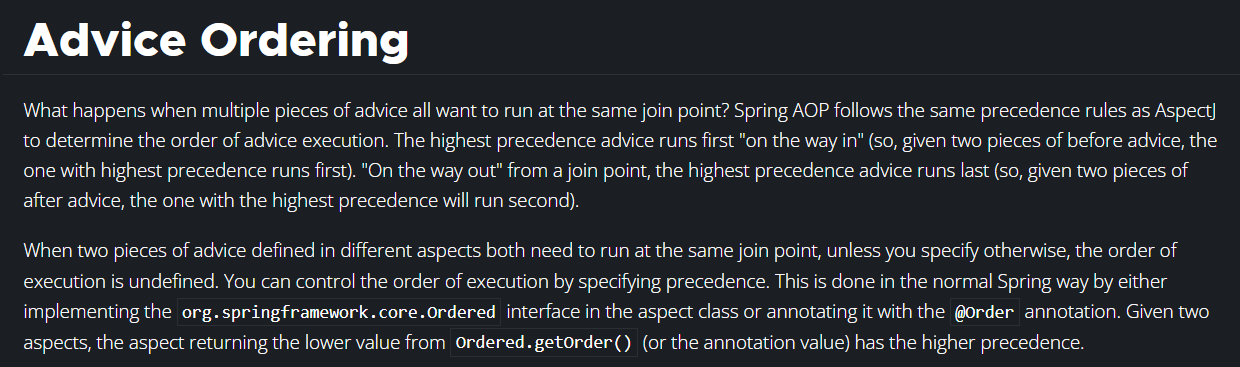 Advice Ordering
What happens when multiple pieces of advice all want to run at the same join point? Spring AOP follows the same precedence rules as AspectJ
to determine the order of advice execution. The highest precedence advice runs first "on the way in" (so, given two pieces of before advice, the
one with highest precedence runs first). "On the way out" from a join point, the highest precedence advice runs last (so, given two pieces of
after advice, the one with the highest precedence will run second).
When two pieces of advice defined in different aspects both need to run at the same join point, unless you specify otherwise, the order of
execution is undefined. You can control the order of execution by specifying precedence. This is done in the normal Spring way by either
implementing the org.springframework.core.Ordered interface in the aspect class or annotating it with the @Order annotation. Given two
aspects, the aspect returning the lower value from Ordered.getOrder() (or the annotation value) has the higher precedence.